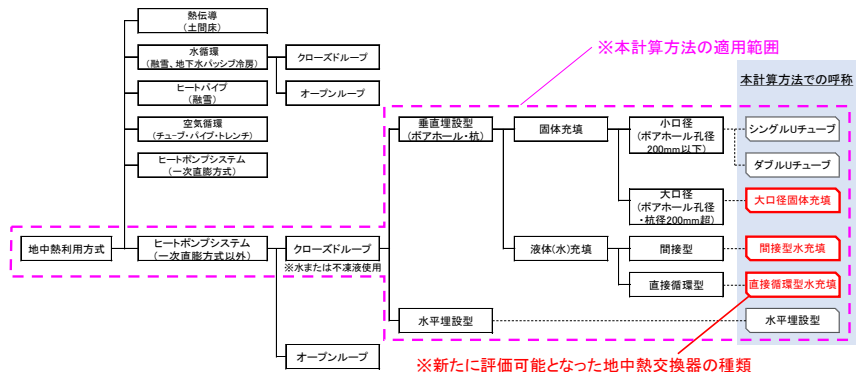 熱伝導
(土間床)
水循環
(融雪、地下水パッシブ冷房)
クローズドループ
※本計算方法の適用範囲
本計算方法での呼称
ヒートパイプ
(融雪)
オープンループ
空気循環
(チューブ・パイプ・トレンチ)
垂直埋設型
(ボアホール・杭)
固体充填
小口径
(ボアホール孔径
200mm以下)
シングルUチューブ
ヒートポンプシステム
(一次直膨方式)
ダブルUチューブ
大口径
(ボアホール孔径
・杭径200mm超)
大口径固体充填
地中熱利用方式
ヒートポンプシステム
(一次直膨方式以外)
クローズドループ
※水または不凍液使用
液体(水)充填
間接型
間接型水充填
直接循環型
直接循環型水充填
水平埋設型
水平埋設型
オープンループ
※新たに評価可能となった地中熱交換器の種類